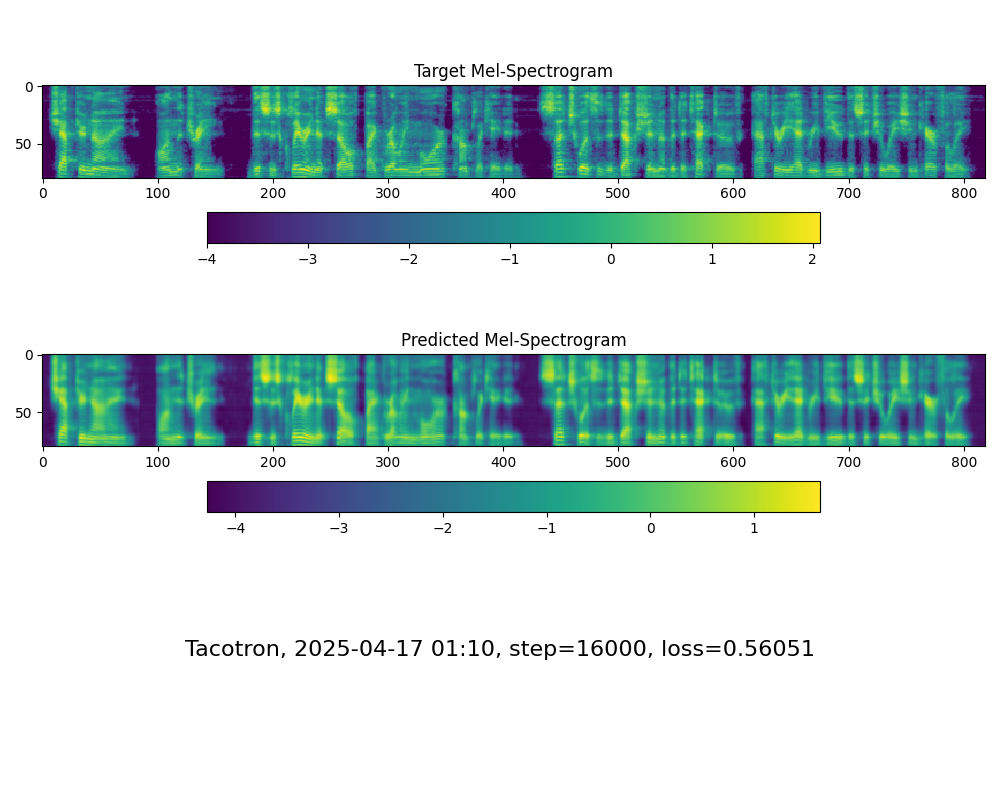 Target Mel-Spectrogram
0
50
100 200 300 400 500 600 700 800
−4 −3 −2 −1 0 1 2
Predicted Mel-Spectrogram
0
50
100 200 300 400 500 600 700 800
−4 −3 −2 −1 0 1
Tacotron, 2025-04-17 01:10, step=16000, loss=0.56051